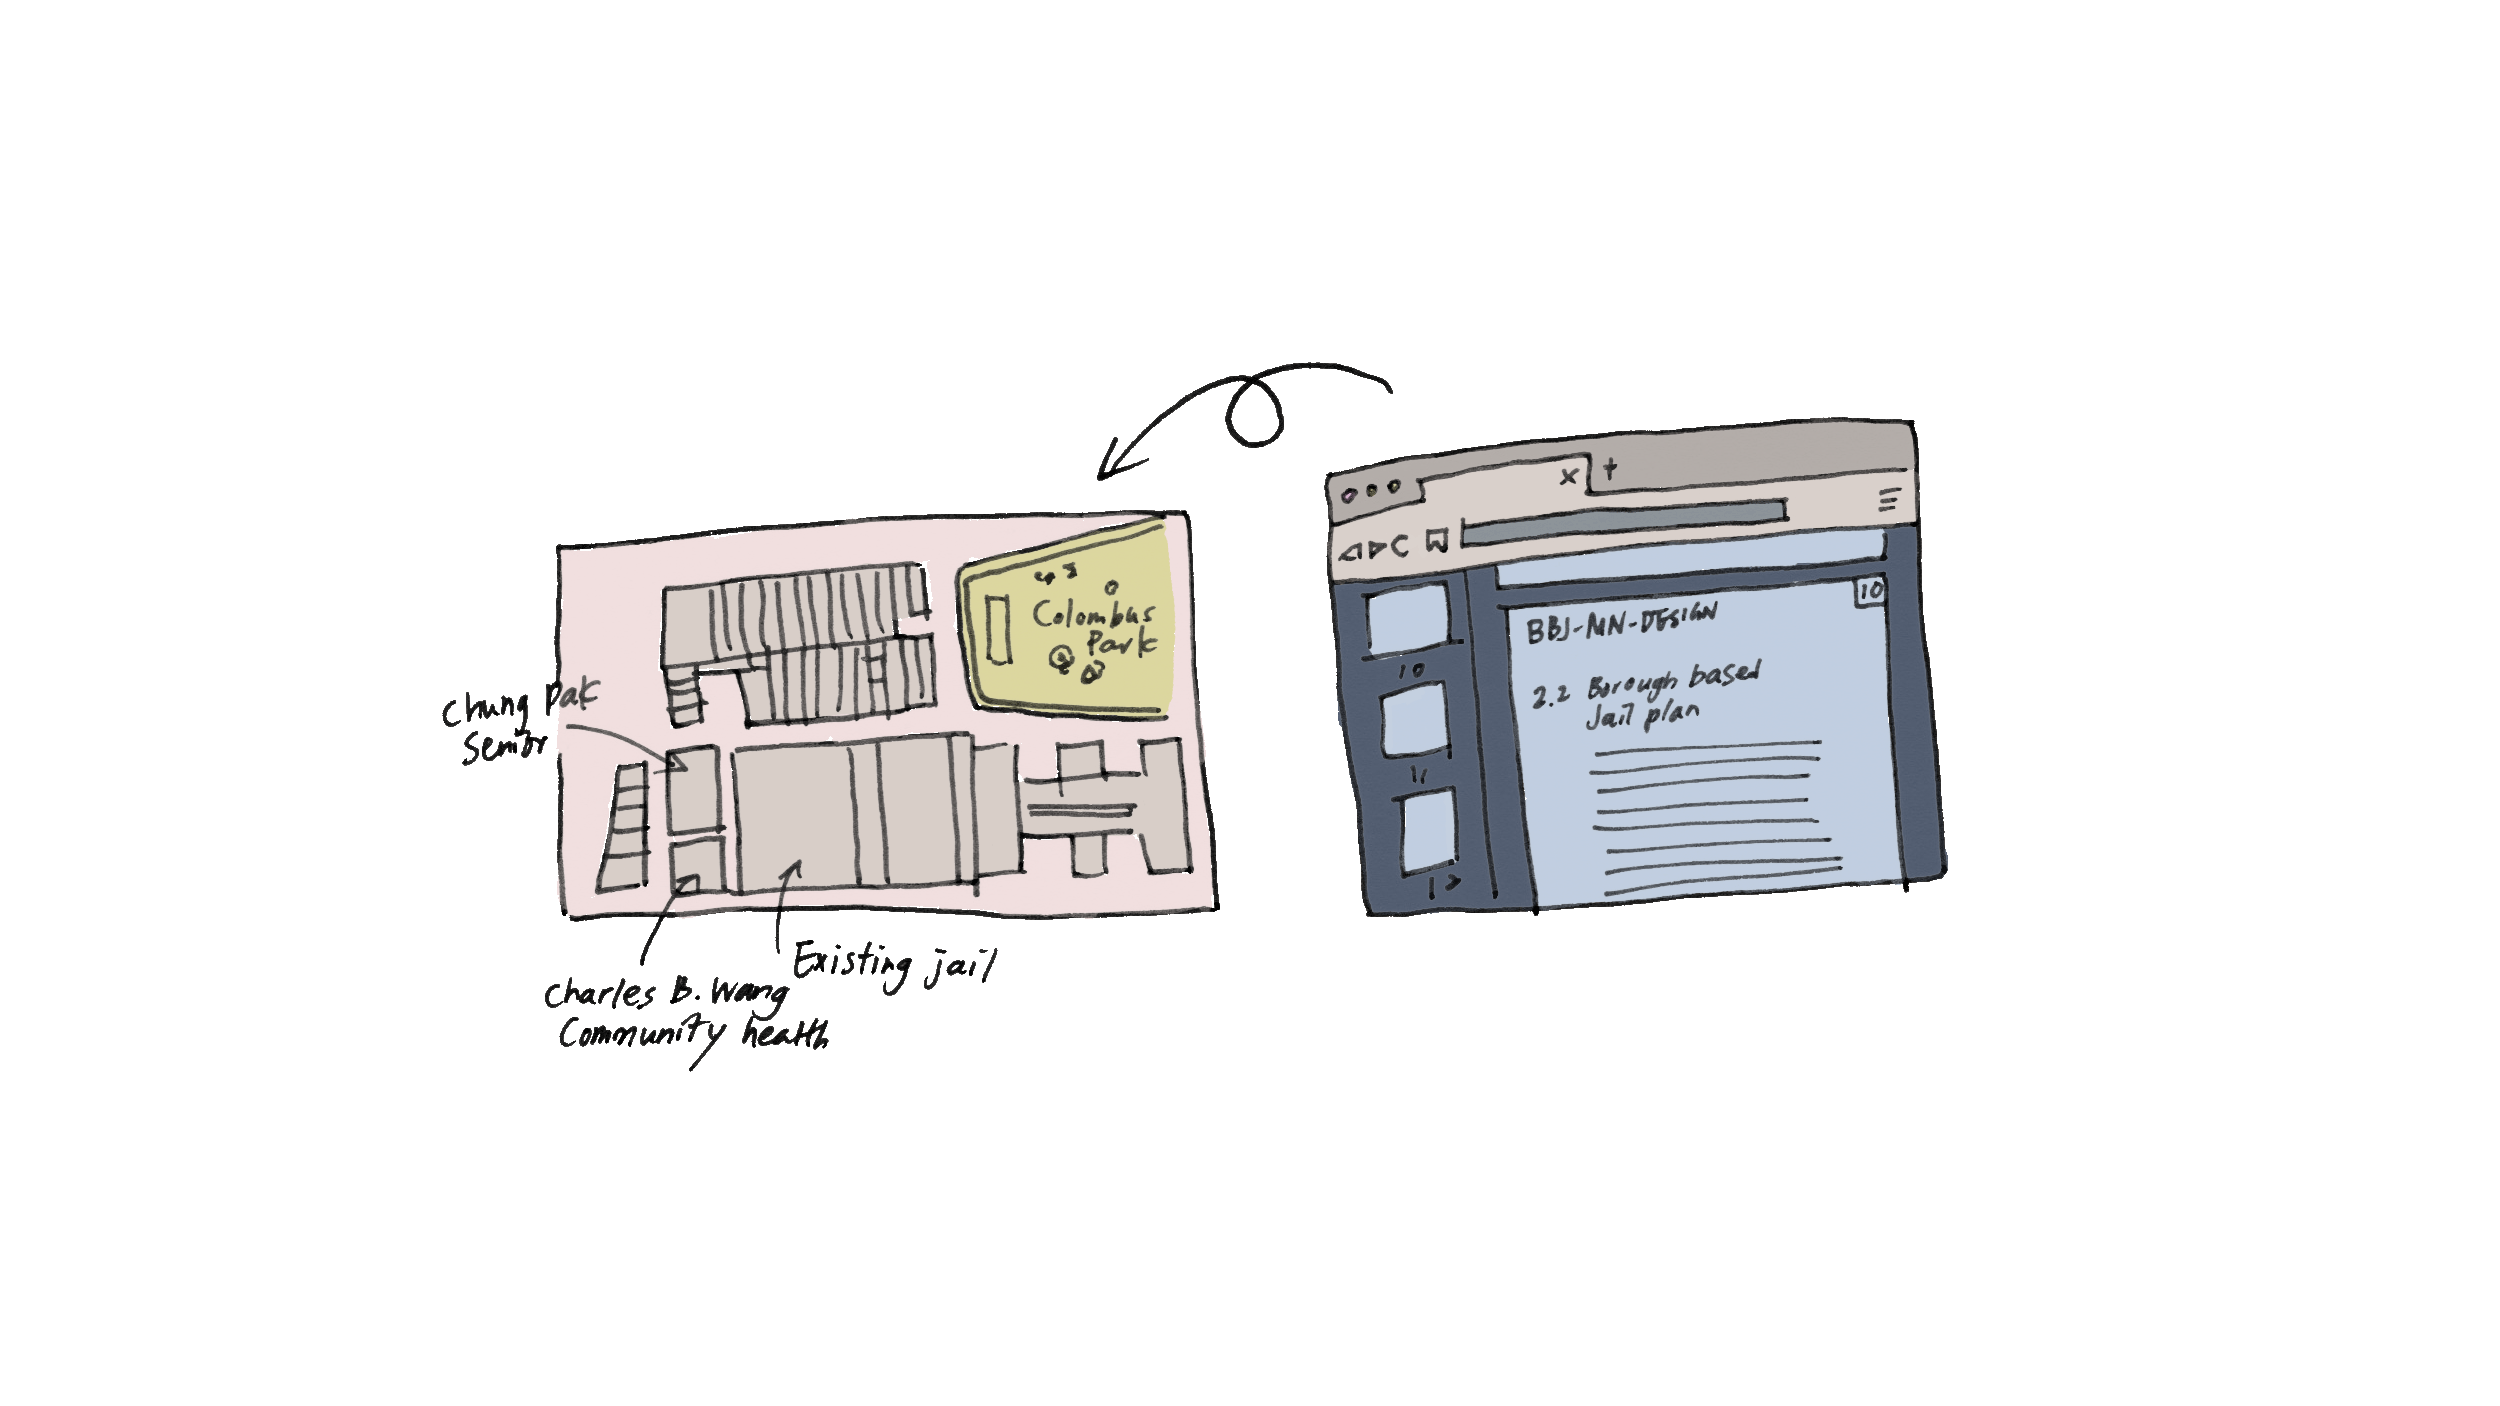 Colombus
Park
Chung Pak
Senior
Existing jail
Charles B. Wang
Community health
x +
10
BBJ-MN-DESIGN
2.2 Borough based
Jail plan
10
11
12